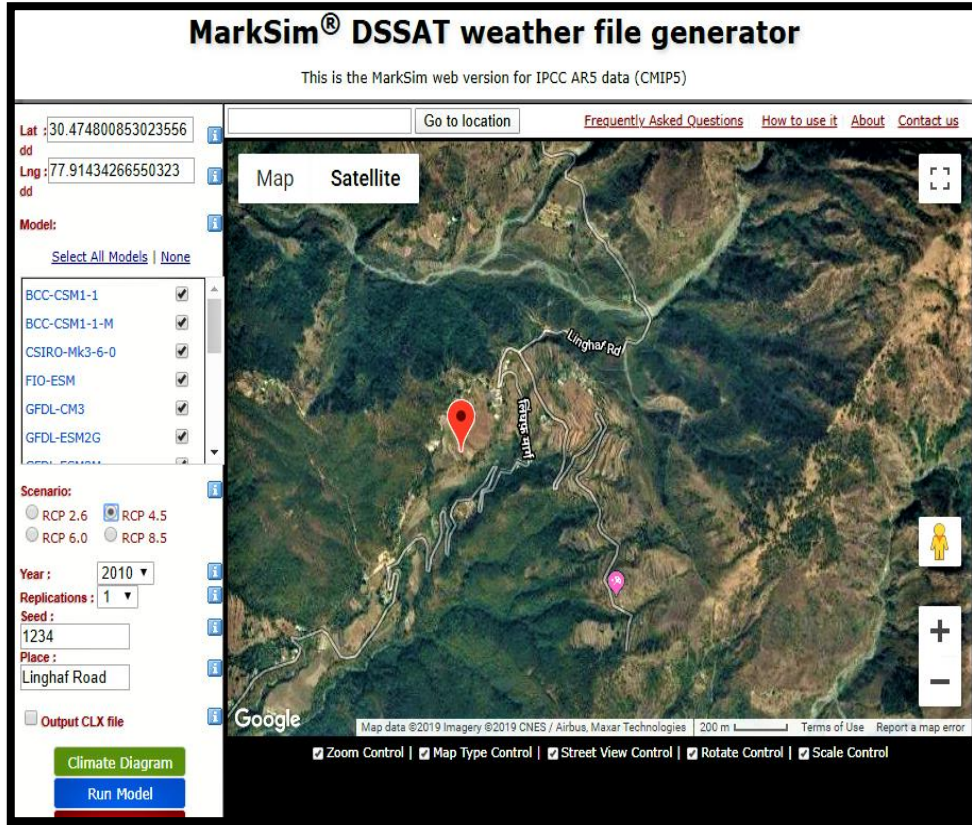 MarkSim® DSSAT weather file generator
This is the MarkSim web version for IPCC AR5 data (CMIP5)
Lat : 30.474800853023556
dd
Lng : 77.91434266550323
dd
Model:
Select All Models | None
BCC-CSM1-1
BCC-CSM1-1-M
CSIRO-Mk3-6-0
FIO-ESM
GFDL-CM3
GFDL-ESM2G
Scenario:
RCP 2.6 RCP 4.5
RCP 6.0 RCP 8.5
Year : 2010
Replications : 1
Seed :
1234
Place :
Linghaf Road
Output CLX file
Climate Diagram
Run Model
Go to location
Frequently Asked Questions How to use it About Contact us
Map Satellite
Linghaf Rd
Google
Map data ©2019 Imagery ©2019 CNES / Airbus, Maxar Technologies 200 m Terms of Use Report a map error
Zoom Control | Map Type Control | Street View Control | Rotate Control | Scale Control